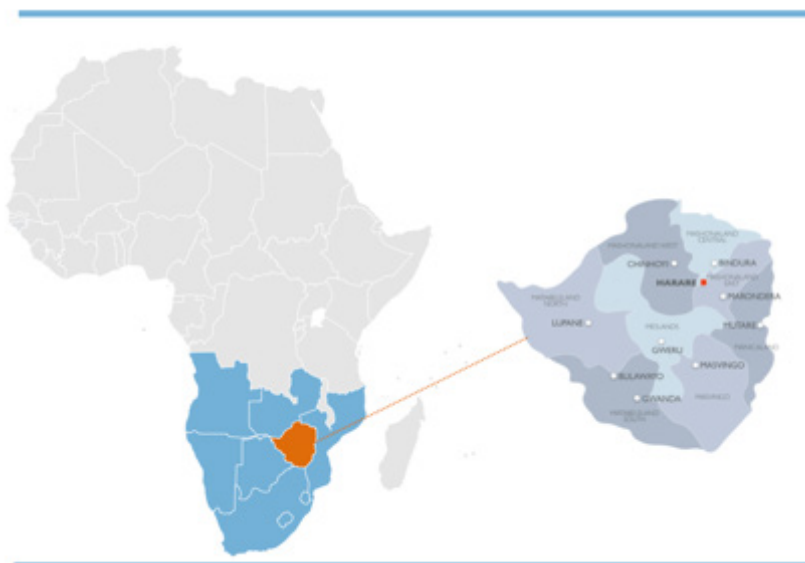 MASHONALAND
CENTRAL
MASHONALAND WEST
CHINHOYI
BINDURA
MASHONALAND
EAST
HARARE
MARONDERA
MATABELELAND
NORTH
LUPANE
MIDLANDS
MUTARE
GWERU
MANICALAND
MASVINGO
BULAWAYO
MASVINGO
GWANDA
MATABELELAND
SOUTH